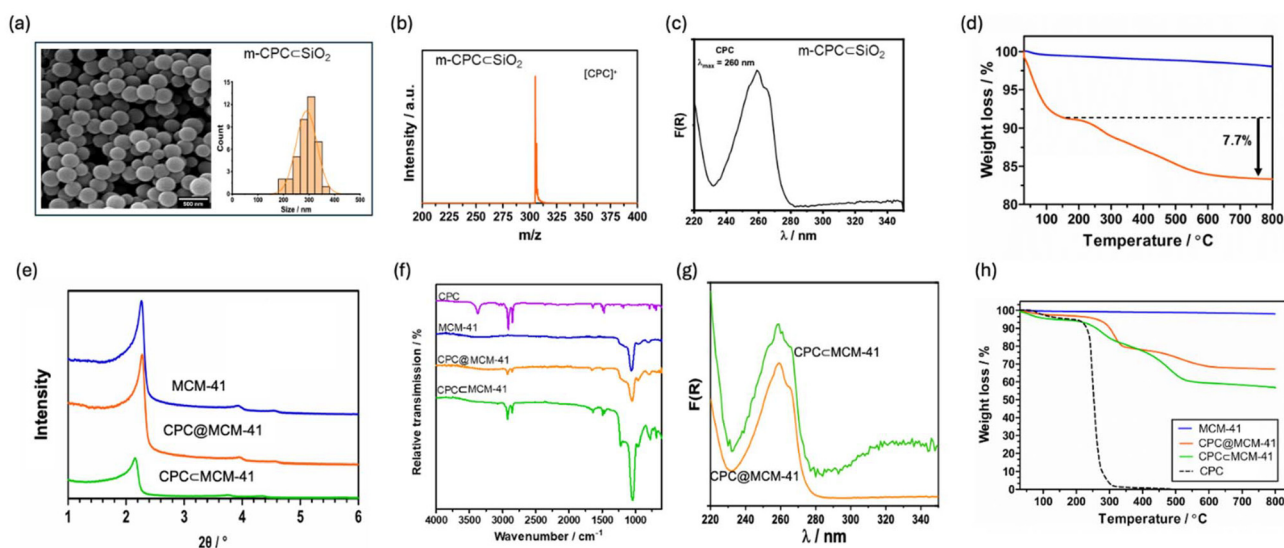 (a)
m-CPC⊂SiO₂
500 nm
Count
15
12
9
6
3
0
0 100 200 300 400 500
Size / nm
(b)
m-CPC⊂SiO₂
[CPC]⁺
Intensity / a.u.
200 225 250 275 300 325 350 375 400
m/z
(c)
CPC
λmax = 260 nm
m-CPC⊂SiO₂
F(R)
220 240 260 280 300 320 340
λ / nm
(d)
Weight loss / %
100
95
90
85
80
7.7%
100 200 300 400 500 600 700 800
Temperature / °C
(e)
Intensity
MCM-41
CPC@MCM-41
CPC⊂MCM-41
1 2 3 4 5 6
2θ / °
(f)
Relative transimission / %
CPC
MCM-41
CPC@MCM-41
CPC⊂MCM-41
4000 3500 3000 2500 2000 1500 1000
Wavenumber / cm⁻¹
(g)
F(R)
CPC⊂MCM-41
CPC@MCM-41
220 240 260 280 300 320 340
λ / nm
(h)
Weight loss / %
100
90
80
70
60
50
40
30
20
10
0
MCM-41
CPC@MCM-41
CPC⊂MCM-41
CPC
100 200 300 400 500 600 700 800
Temperature / °C